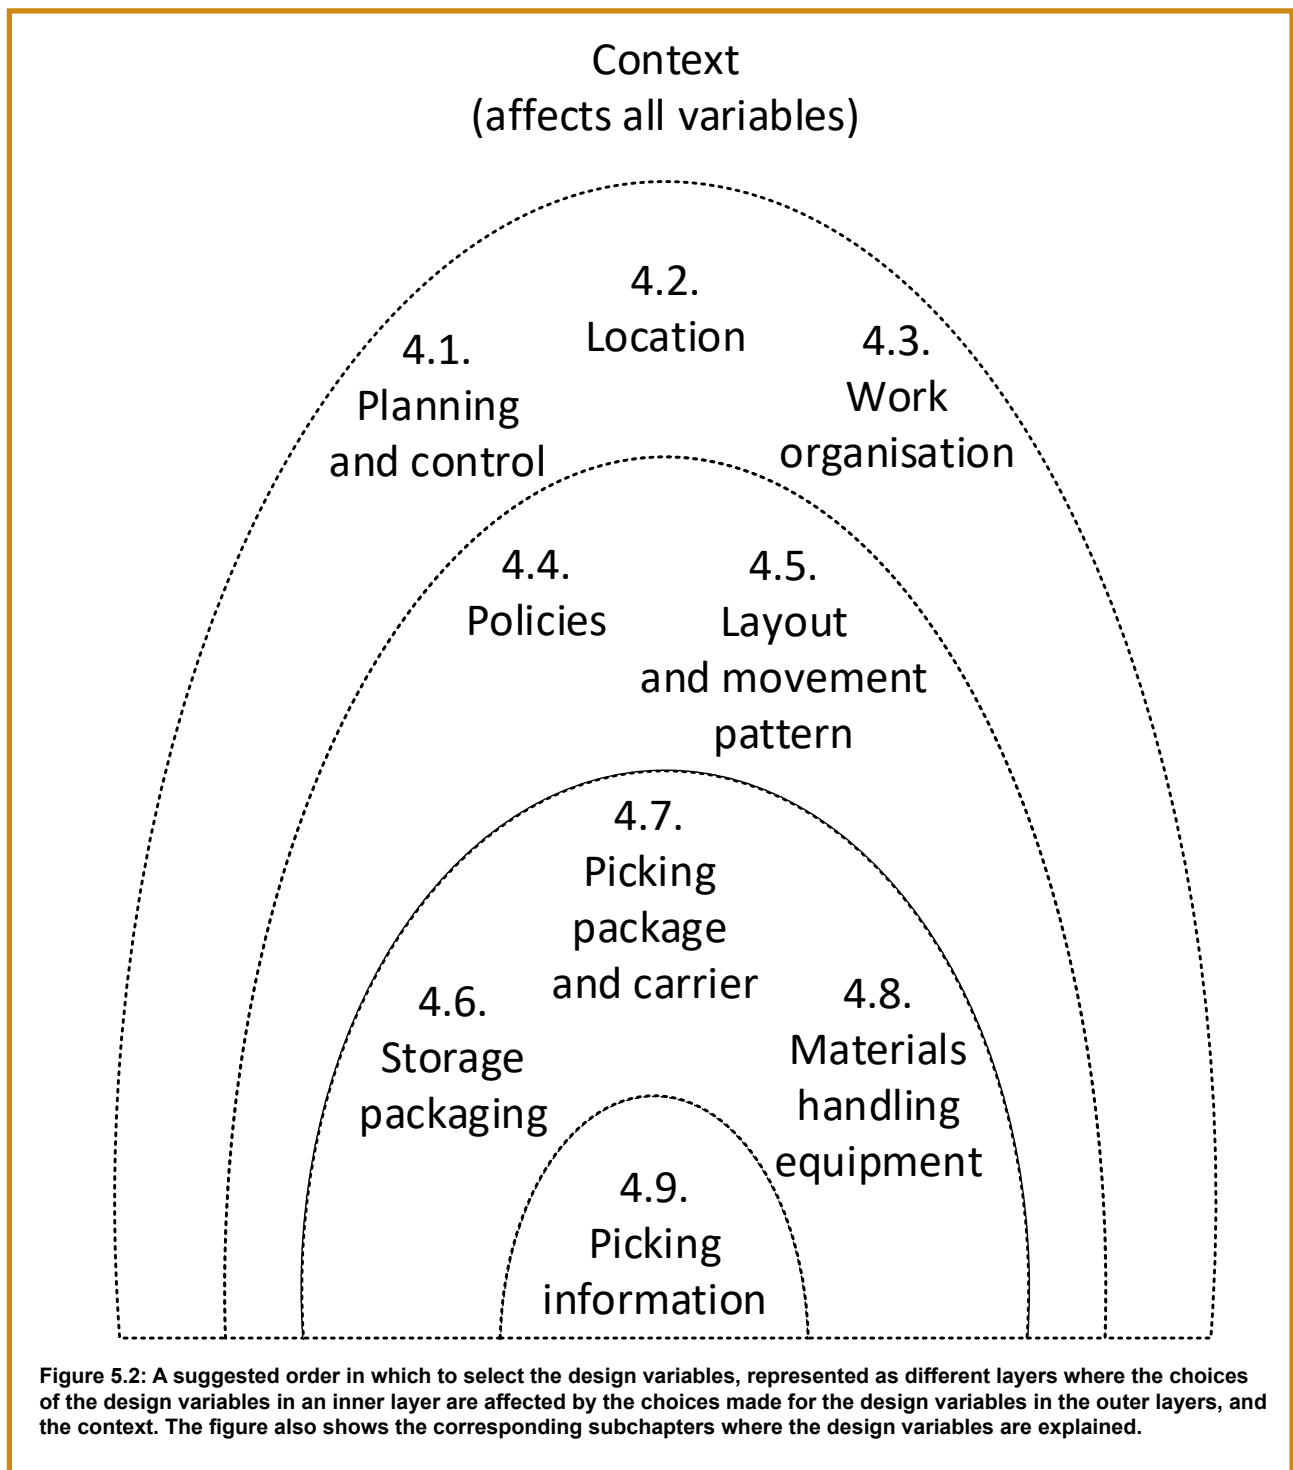 Context
(affects all variables)
4.2.
Location
4.1.
Planning
and control
4.3.
Work
organisation
4.4.
Policies
4.5.
Layout
and movement
pattern
4.7.
Picking
package
and carrier
4.6.
Storage
packaging
4.8.
Materials
handling
equipment
4.9.
Picking
information
Figure 5.2: A suggested order in which to select the design variables, represented as different layers where the choices
of the design variables in an inner layer are affected by the choices made for the design variables in the outer layers, and
the context. The figure also shows the corresponding subchapters where the design variables are explained.